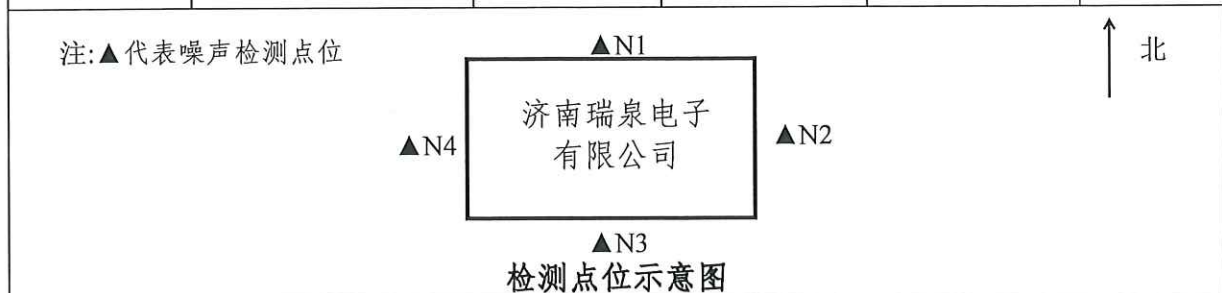 注:▲代表噪声检测点位
▲N1
北
济南瑞泉电子
有限公司
▲N4
▲N2
▲N3
检测点位示意图